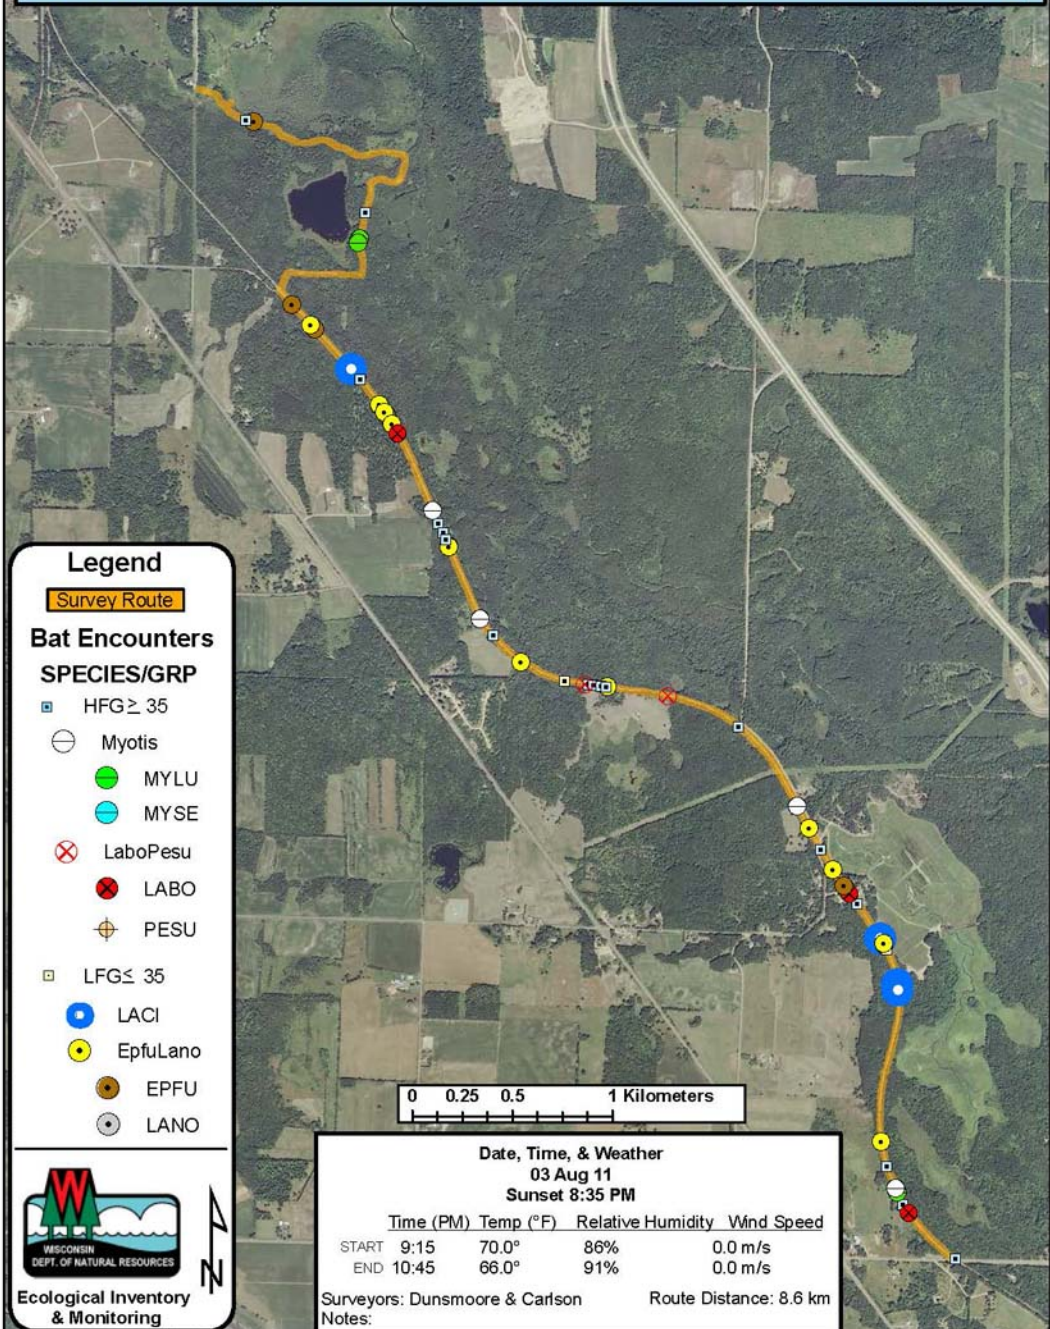 Legend
Survey Route
Bat Encounters
SPECIES/GRP
HFG ≥ 35
Myotis
MYLU
MYSE
LaboPesu
LABO
PESU
LFG ≤ 35
LACI
EpfuLano
EPFU
LANO
WISCONSIN
DEPT. OF NATURAL RESOURCES
N
Ecological Inventory
& Monitoring
0 0.25 0.5 1 Kilometers
Date, Time, & Weather
03 Aug 11
Sunset 8:35 PM
Time (PM) Temp (°F) Relative Humidity Wind Speed
START 9:15 70.0° 86% 0.0 m/s
END 10:45 66.0° 91% 0.0 m/s
Surveyors: Dunsmoore & Carlson Route Distance: 8.6 km
Notes: